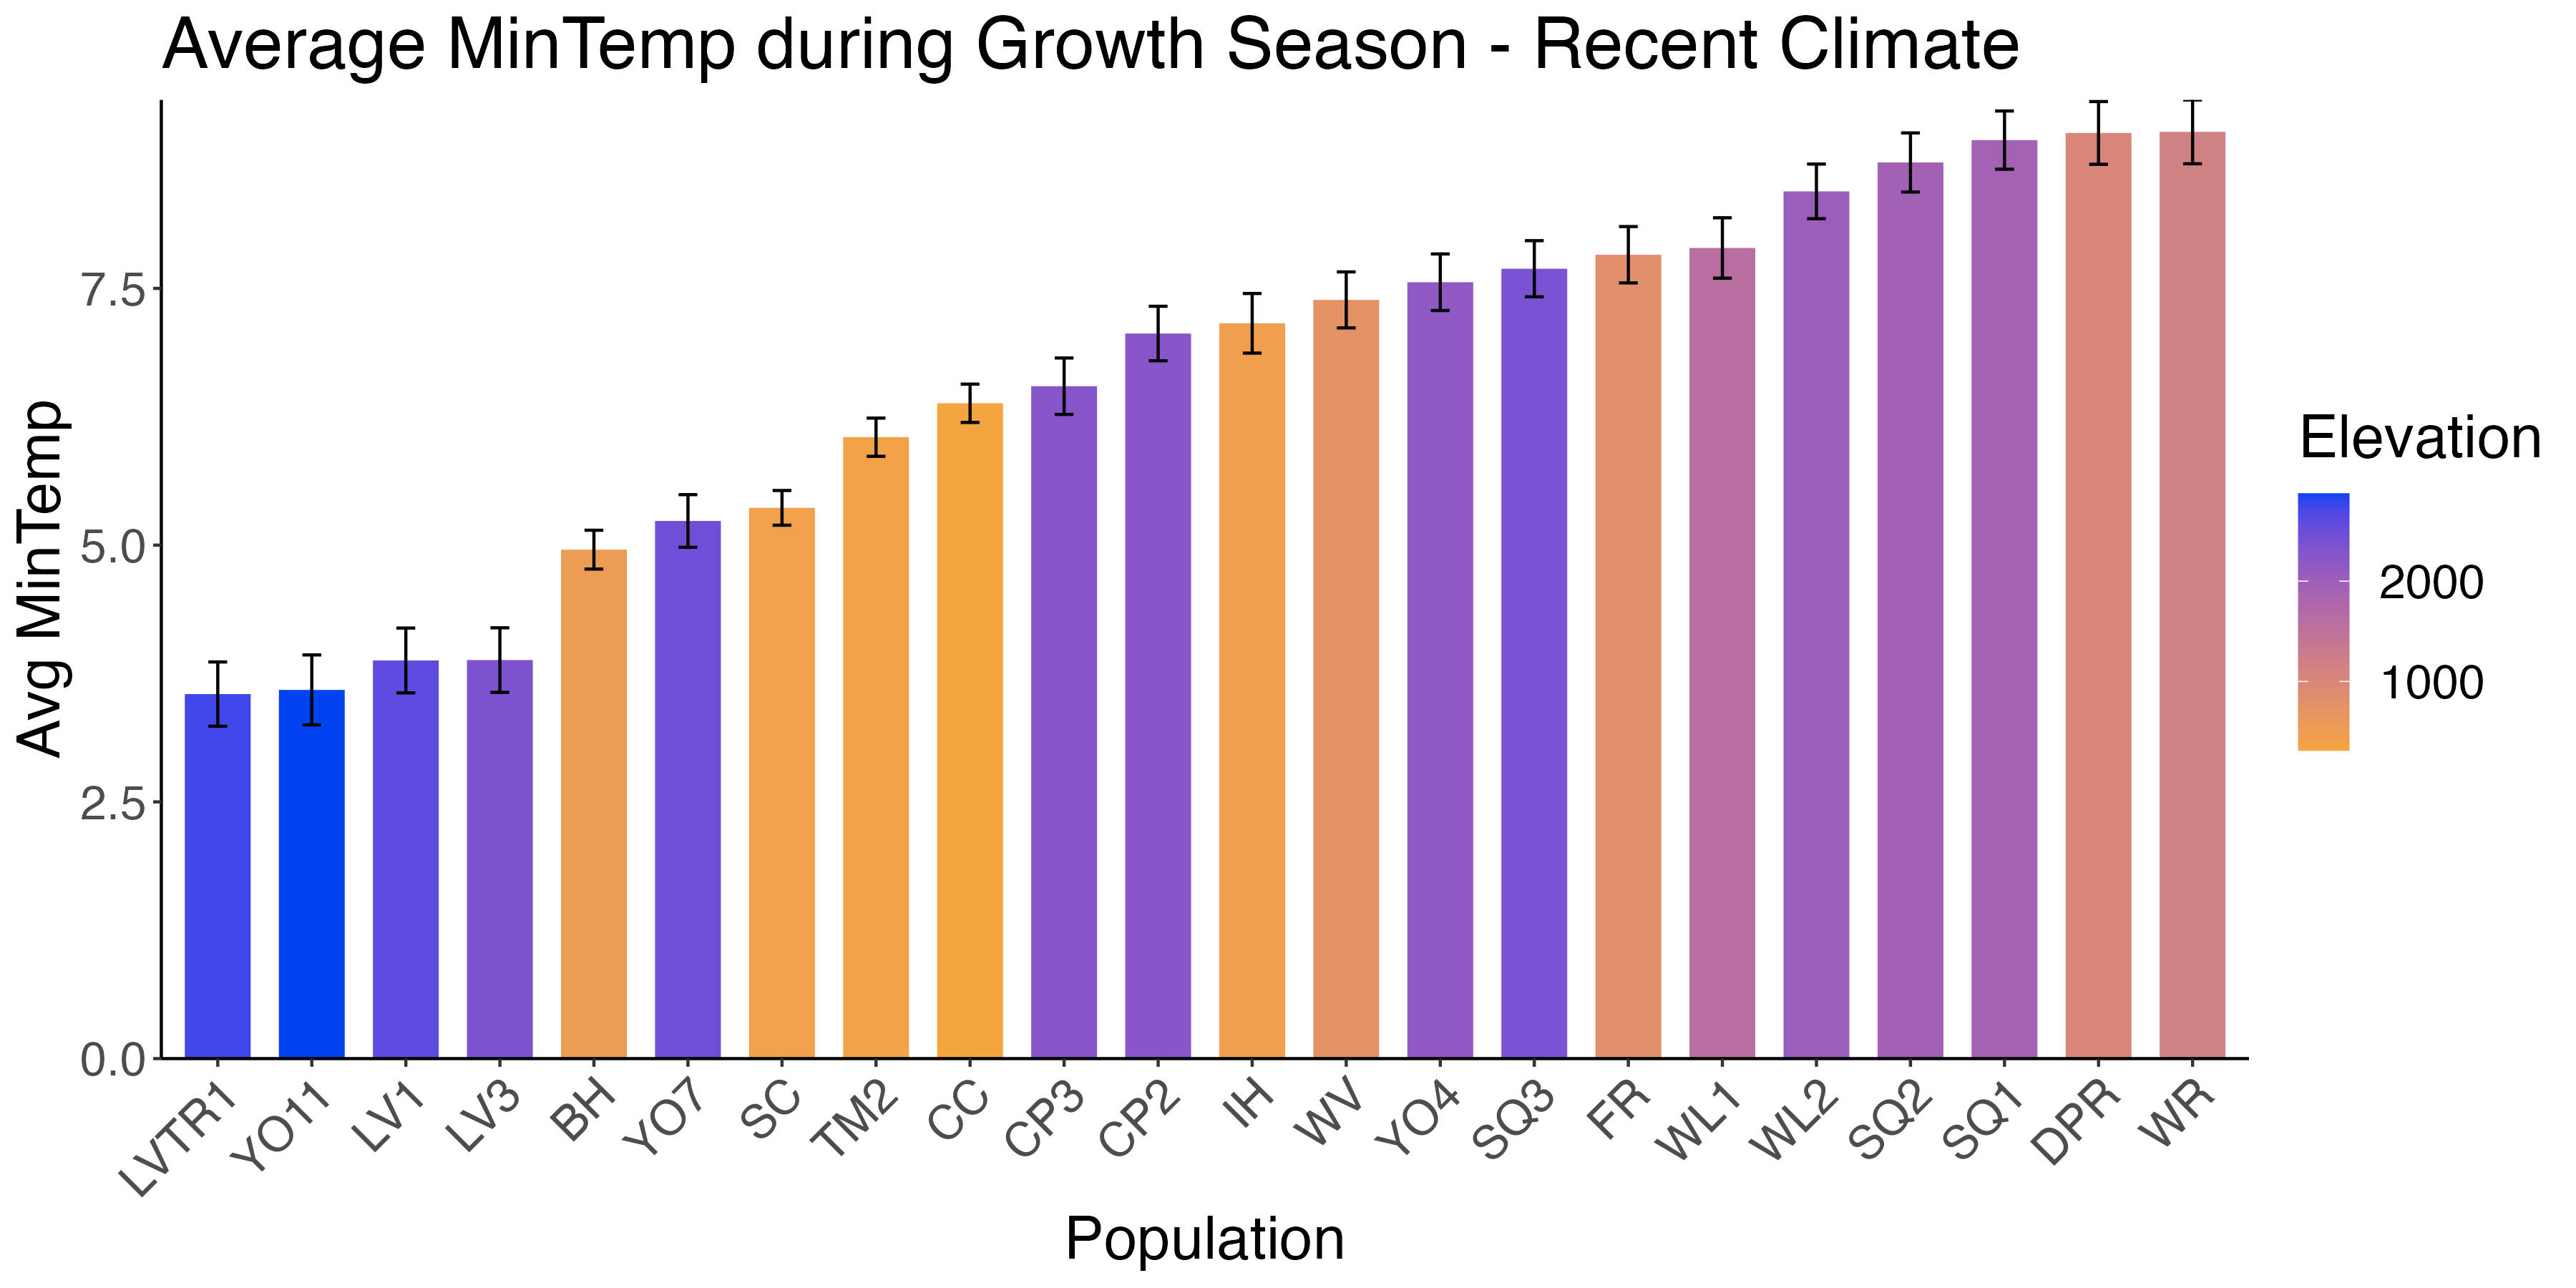 Average MinTemp during Growth Season - Recent Climate
Avg MinTemp
7.5
5.0
2.5
0.0
LVTR1
YO11
LV1
LV3
BH
YO7
SC
TM2
CC
CP3
CP2
IH
WV
YO4
SQ3
FR
WL1
WL2
SQ2
SQ1
DPR
WR
Population
Elevation
2000
1000